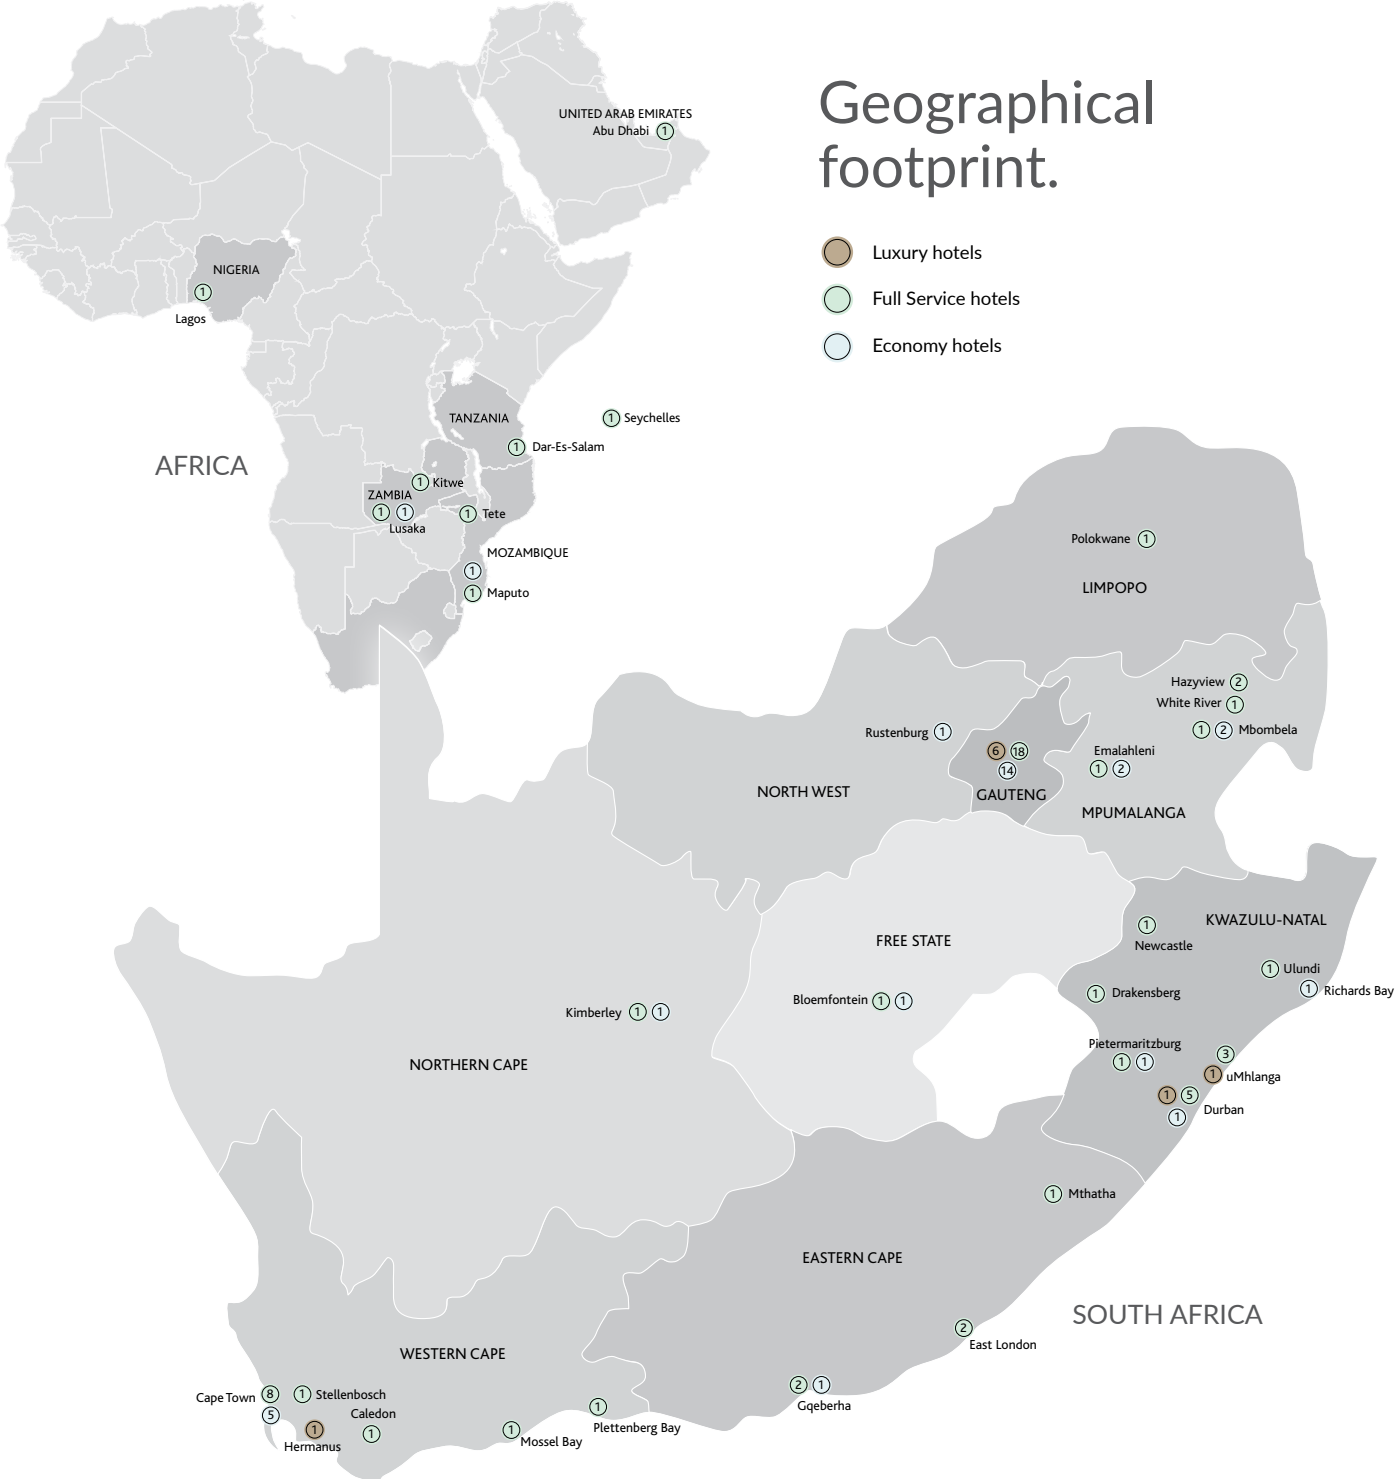 Geographical
footprint.
Luxury hotels
Full Service hotels
Economy hotels
UNITED ARAB EMIRATES
Abu Dhabi 1
NIGERIA
1
Lagos
TANZANIA
1 Seychelles
1 Dar-Es-Salam
AFRICA
1 Kitwe
ZAMBIA
1 1
Lusaka
1 Tete
MOZAMBIQUE
1
1 Maputo
Polokwane 1
LIMPOPO
Hazyview 2
White River 1
1 2 Mbombela
Emalahleni
1 2
MPUMALANGA
Rustenburg 1
NORTH WEST
6 18
14
GAUTENG
KWAZULU-NATAL
1
Newcastle
1 Ulundi
1 Richards Bay
1 Drakensberg
Pietermaritzburg
1 1
3
1 uMhlanga
1 5
Durban
1
FREE STATE
Bloemfontein 1 1
Kimberley 1 1
NORTHERN CAPE
1 Mthatha
EASTERN CAPE
SOUTH AFRICA
2
East London
2 1
Gqeberha
WESTERN CAPE
Cape Town 8
5
1 Stellenbosch
Caledon
1
1
Hermanus
1
Mossel Bay
1
Plettenberg Bay